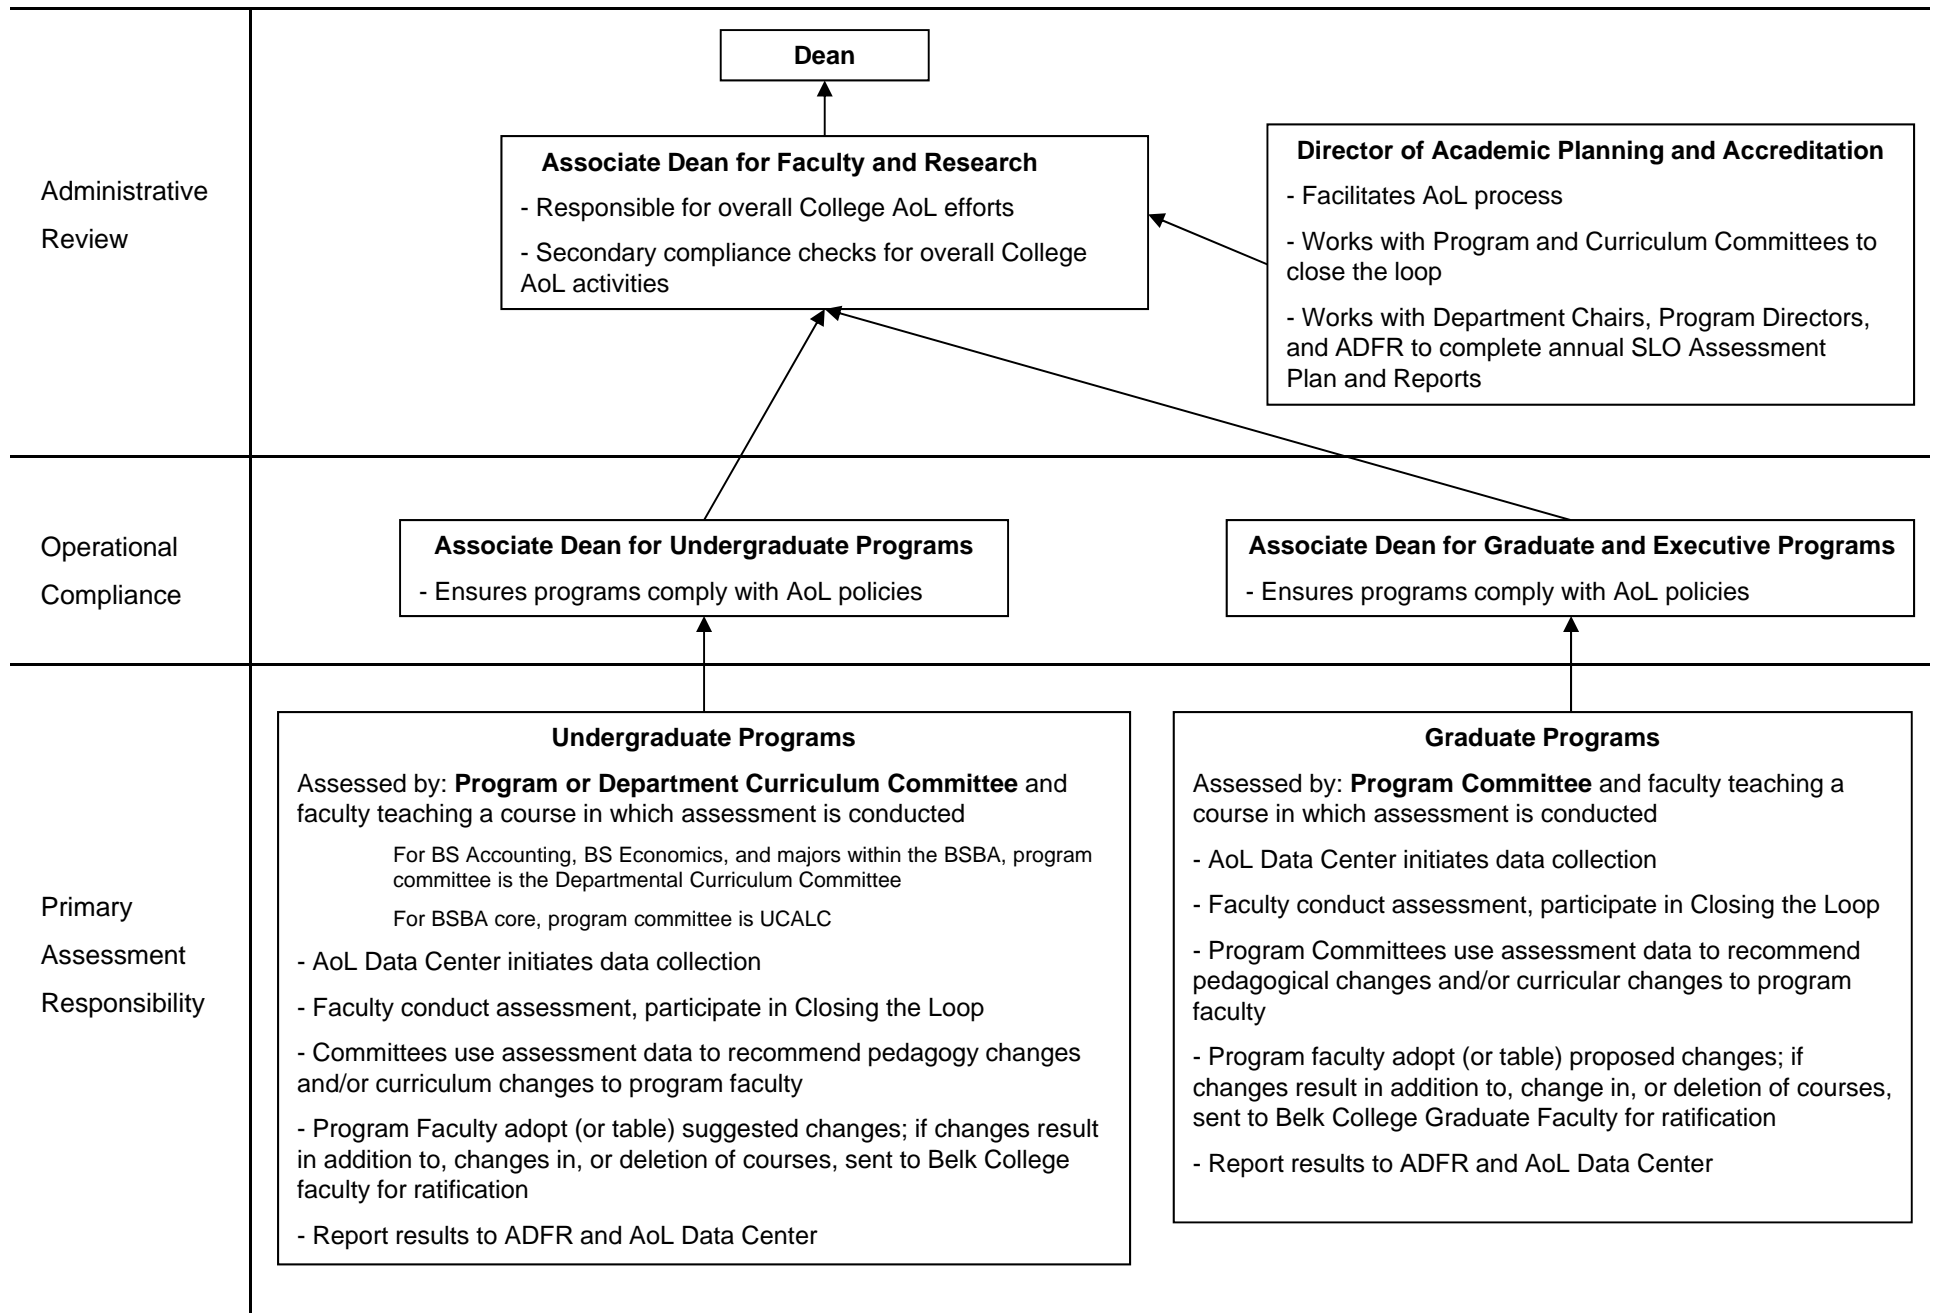 Administrative
Review
Dean
Associate Dean for Faculty and Research
- Responsible for overall College AoL efforts
- Secondary compliance checks for overall College
AoL activities
Director of Academic Planning and Accreditation
- Facilitates AoL process
- Works with Program and Curriculum Committees to
close the loop
- Works with Department Chairs, Program Directors,
and ADFR to complete annual SLO Assessment
Plan and Reports
Operational
Compliance
Associate Dean for Undergraduate Programs
- Ensures programs comply with AoL policies
Associate Dean for Graduate and Executive Programs
- Ensures programs comply with AoL policies
Primary
Assessment
Responsibility
Undergraduate Programs
Assessed by: Program or Department Curriculum Committee and
faculty teaching a course in which assessment is conducted
For BS Accounting, BS Economics, and majors within the BSBA, program
committee is the Departmental Curriculum Committee
For BSBA core, program committee is UCALC
- AoL Data Center initiates data collection
- Faculty conduct assessment, participate in Closing the Loop
- Committees use assessment data to recommend pedagogy changes
and/or curriculum changes to program faculty
- Program Faculty adopt (or table) suggested changes; if changes result
in addition to, changes in, or deletion of courses, sent to Belk College
faculty for ratification
- Report results to ADFR and AoL Data Center
Graduate Programs
Assessed by: Program Committee and faculty teaching a
course in which assessment is conducted
- AoL Data Center initiates data collection
- Faculty conduct assessment, participate in Closing the Loop
- Program Committees use assessment data to recommend
pedagogical changes and/or curricular changes to program
faculty
- Program faculty adopt (or table) proposed changes; if
changes result in addition to, change in, or deletion of courses,
sent to Belk College Graduate Faculty for ratification
- Report results to ADFR and AoL Data Center